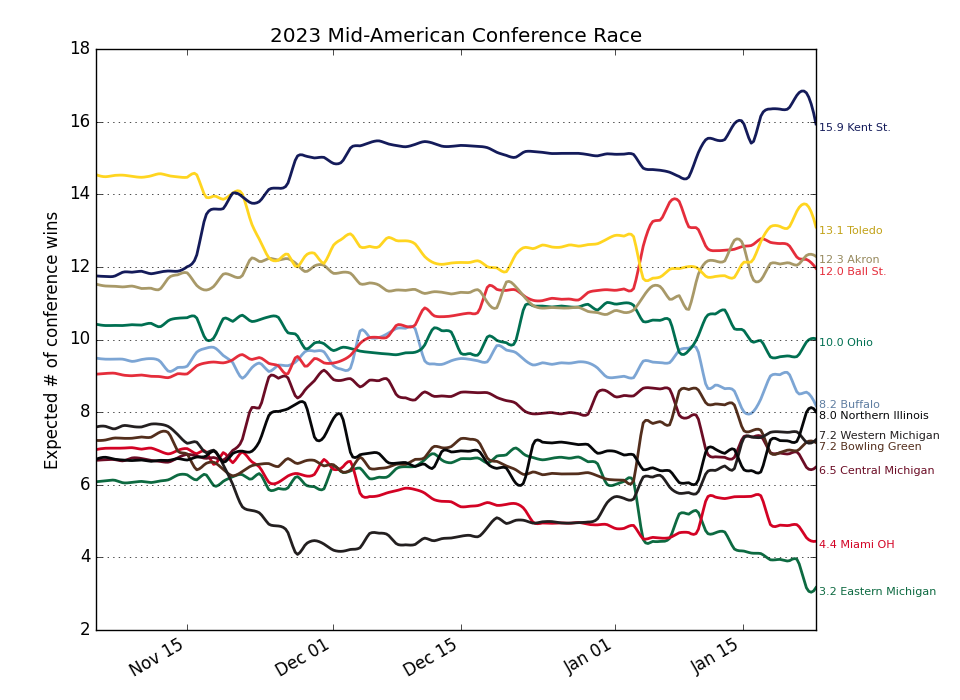 2023 Mid-American Conference Race
Expected # of conference wins
18
16
14
12
10
8
6
4
2
15.9 Kent St.
13.1 Toledo
12.3 Akron
12.0 Ball St.
10.0 Ohio
8.2 Buffalo
8.0 Northern Illinois
7.2 Western Michigan
7.2 Bowling Green
6.5 Central Michigan
4.4 Miami OH
3.2 Eastern Michigan
Nov 15
Dec 01
Dec 15
Jan 01
Jan 15